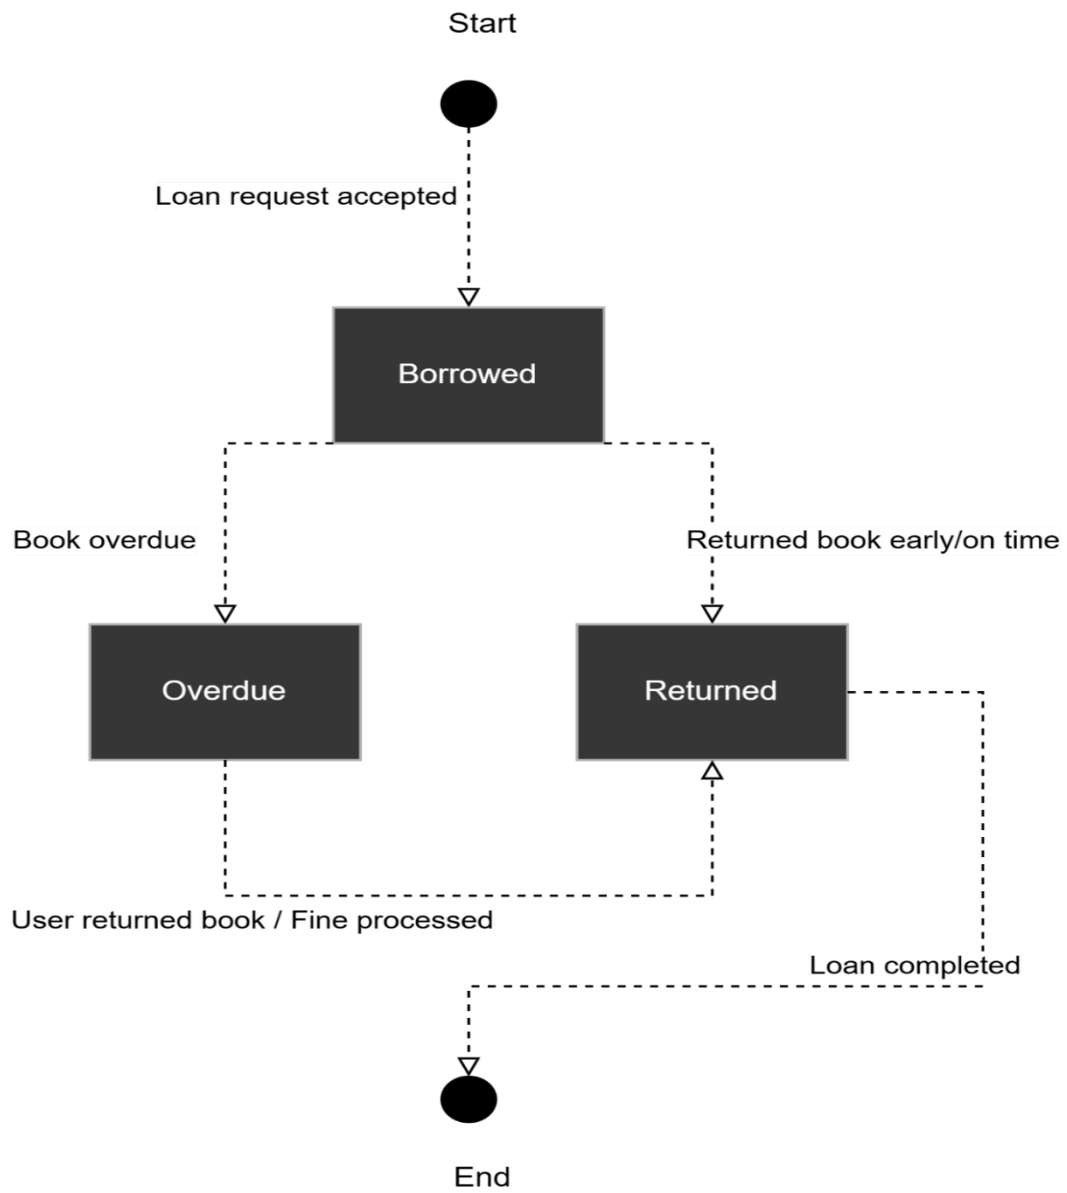 Start
Loan request accepted
Borrowed
Book overdue
Returned book early/on time
Overdue
Returned
User returned book / Fine processed
Loan completed
End